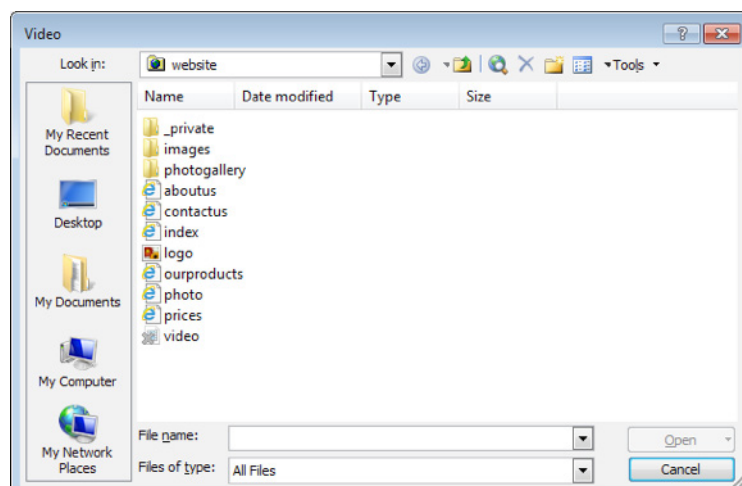 Video
Look in: website Tools
Name Date modified Type Size
My Recent
Documents
Desktop
My Documents
My Computer
My Network
Places
_private
images
photogallery
aboutus
contactus
index
logo
ourproducts
photo
prices
video
File name: Open
Files of type: All Files Cancel